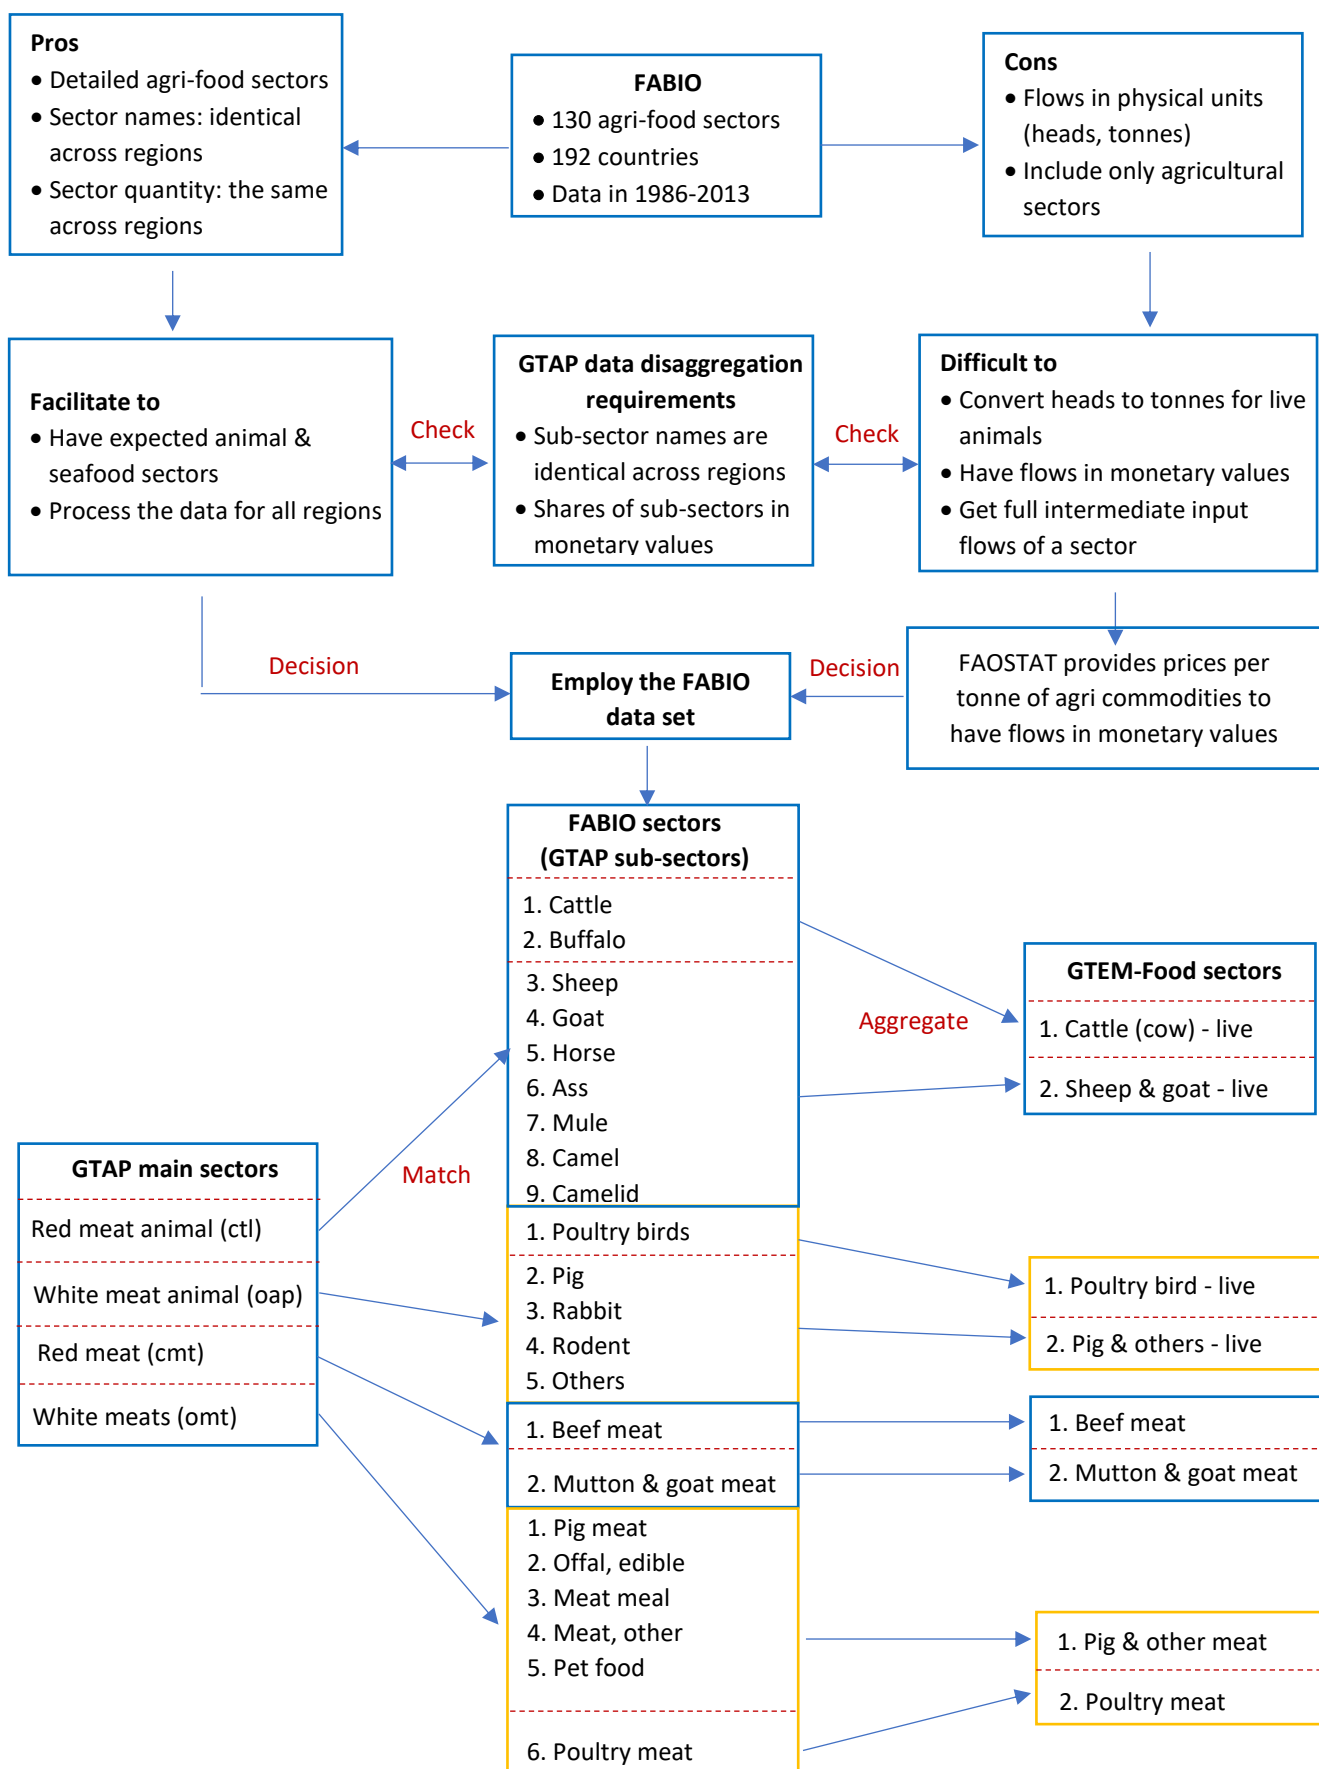 Pros
• Detailed agri-food sectors
• Sector names: identical
across regions
• Sector quantity: the same
across regions
FABIO
• 130 agri-food sectors
• 192 countries
• Data in 1986-2013
Cons
• Flows in physical units
(heads, tonnes)
• Include only agricultural
sectors
Facilitate to
• Have expected animal &
seafood sectors
• Process the data for all regions
Check
GTAP data disaggregation
requirements
• Sub-sector names are
identical across regions
• Shares of sub-sectors in
monetary values
Check
Difficult to
• Convert heads to tonnes for live
animals
• Have flows in monetary values
• Get full intermediate input
flows of a sector
Decision
Employ the FABIO
data set
Decision
FAOSTAT provides prices per
tonne of agri commodities to
have flows in monetary values
FABIO sectors
(GTAP sub-sectors)
1. Cattle
2. Buffalo
3. Sheep
4. Goat
5. Horse
6. Ass
7. Mule
8. Camel
9. Camelid
Aggregate
GTEM-Food sectors
1. Cattle (cow) - live
2. Sheep & goat - live
GTAP main sectors
Red meat animal (ctl)
White meat animal (oap)
Red meat (cmt)
White meats (omt)
Match
1. Poultry birds
2. Pig
3. Rabbit
4. Rodent
5. Others
1. Poultry bird - live
2. Pig & others - live
1. Beef meat
2. Mutton & goat meat
1. Beef meat
2. Mutton & goat meat
1. Pig meat
2. Offal, edible
3. Meat meal
4. Meat, other
5. Pet food
6. Poultry meat
1. Pig & other meat
2. Poultry meat